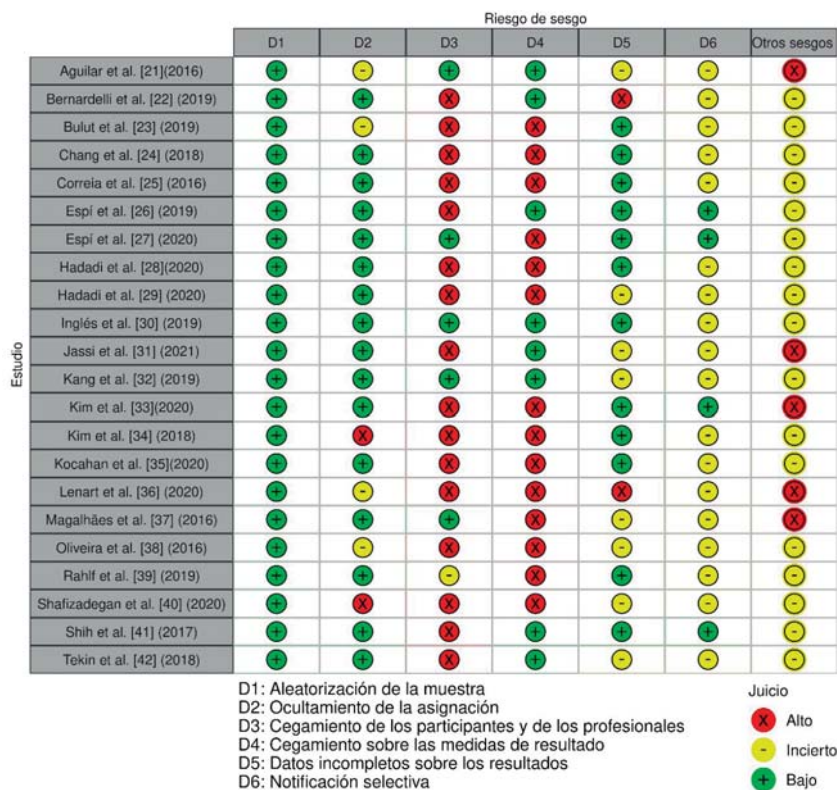 Riesgo de sesgo
D1 D2 D3 D4 D5 D6 Otros sesgos
Estudio
Aguilar et al. [21](2016) + - + + - - X
Bernardelli et al. [22] (2019) + + X + X - -
Bulut et al. [23] (2019) + - X X + - -
Chang et al. [24] (2018) + + X X + - -
Correia et al. [25] (2016) + + X X + - -
Espí et al. [26] (2019) + + X + + + -
Espí et al. [27] (2020) + + + X + + -
Hadadi et al. [28](2020) + + X X + - -
Hadadi et al. [29] (2020) + + X X - - -
Inglés et al. [30] (2019) + + + + + - -
Jassi et al. [31] (2021) + + X + - - X
Kang et al. [32] (2019) + + + + - - -
Kim et al. [33](2020) + + X X + + X
Kim et al. [34] (2018) + X X X + - -
Kocahan et al. [35](2020) + + X X + - -
Lenart et al. [36] (2020) + - X X X - X
Magalhães et al. [37] (2016) + + + X - - X
Oliveira et al. [38] (2016) + - X X - - -
Rahlf et al. [39] (2019) + + - X + - -
Shafizadegan et al. [40] (2020) + X X X - - -
Shih et al. [41] (2017) + + X + + + -
Tekin et al. [42] (2018) + + X + - - -
D1: Aleatorización de la muestra
D2: Ocultamiento de la asignación
D3: Cegamiento de los participantes y de los profesionales
D4: Cegamiento sobre las medidas de resultado
D5: Datos incompletos sobre los resultados
D6: Notificación selectiva
Juicio
X Alto
- Incierto
+ Bajo